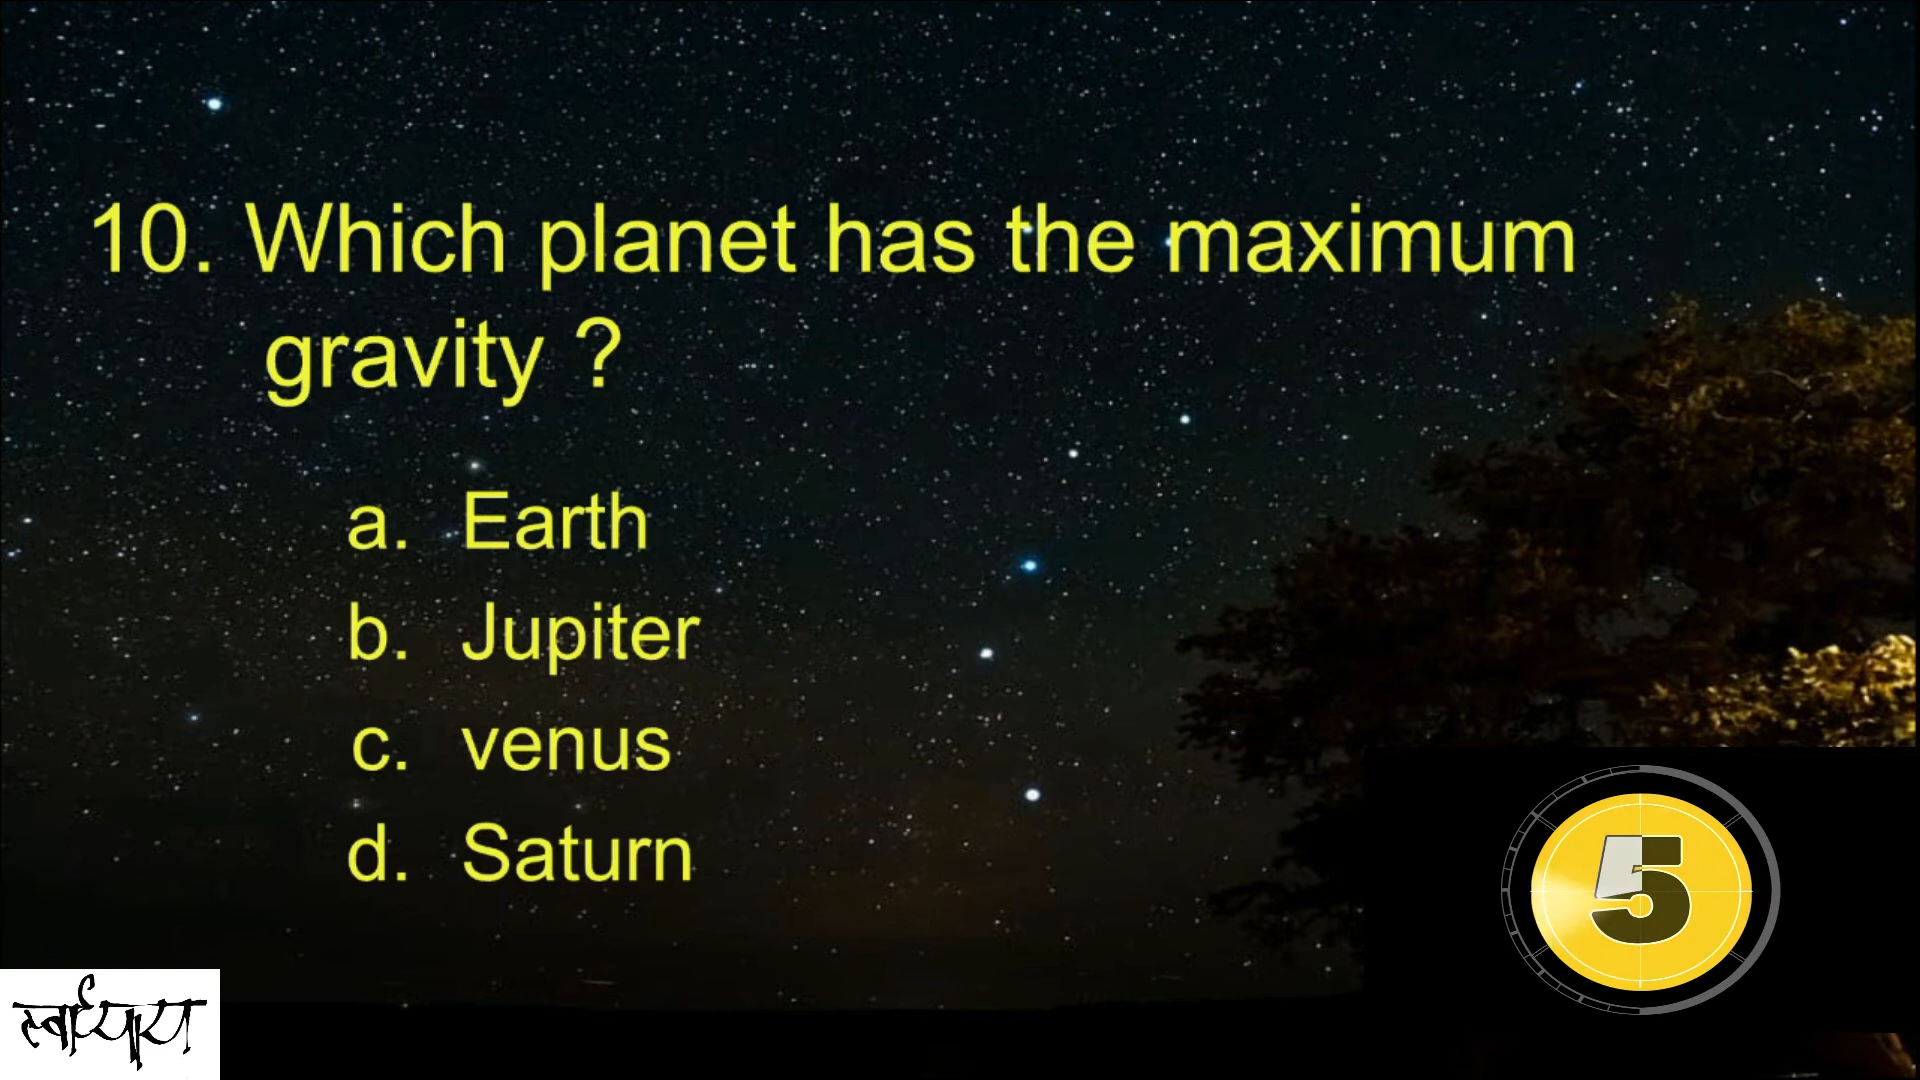 10. Which planet has the maximum
gravity ?
a. Earth
b. Jupiter
c. venus
d. Saturn
5
स्वाध्याय